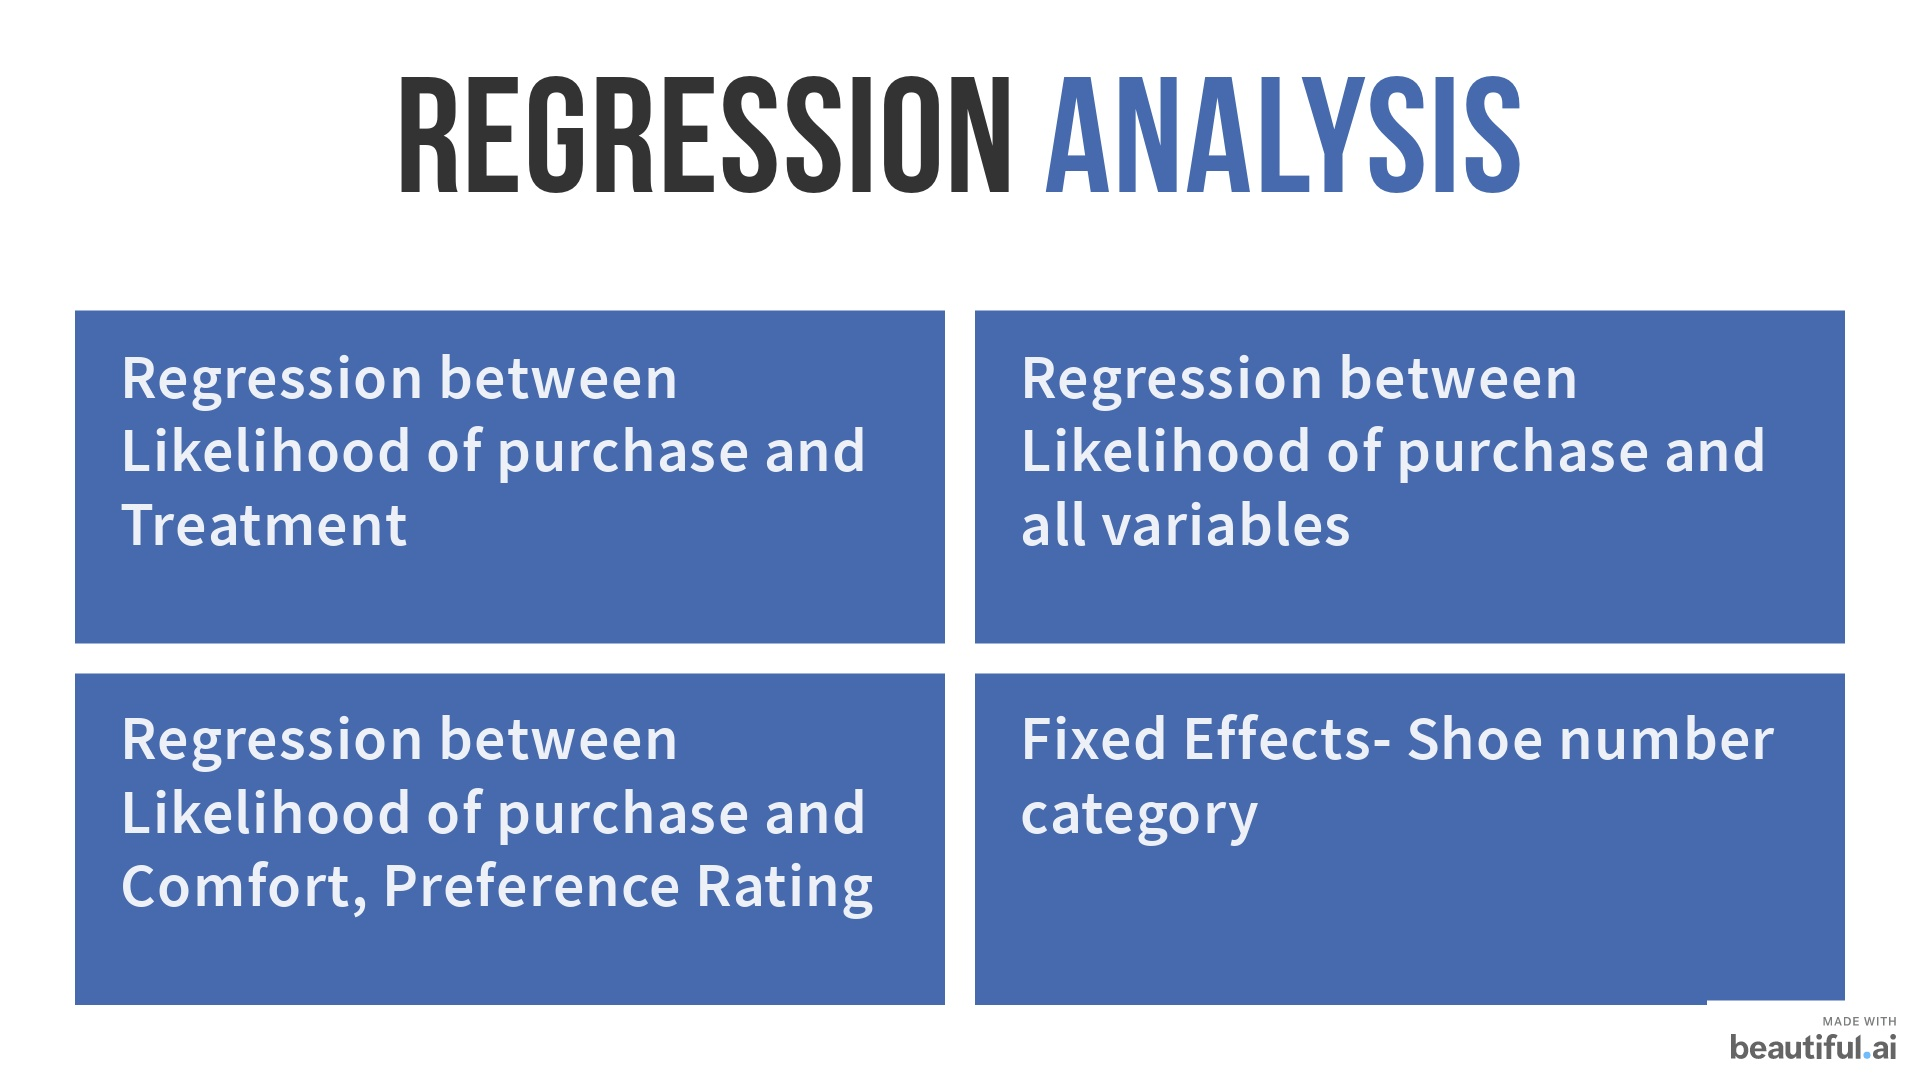 REGRESSION ANALYSIS
Regression between
Likelihood of purchase and
Treatment
Regression between
Likelihood of purchase and
all variables
Regression between
Likelihood of purchase and
Comfort, Preference Rating
Fixed Effects- Shoe number
category
MADE WITH
beautiful.ai